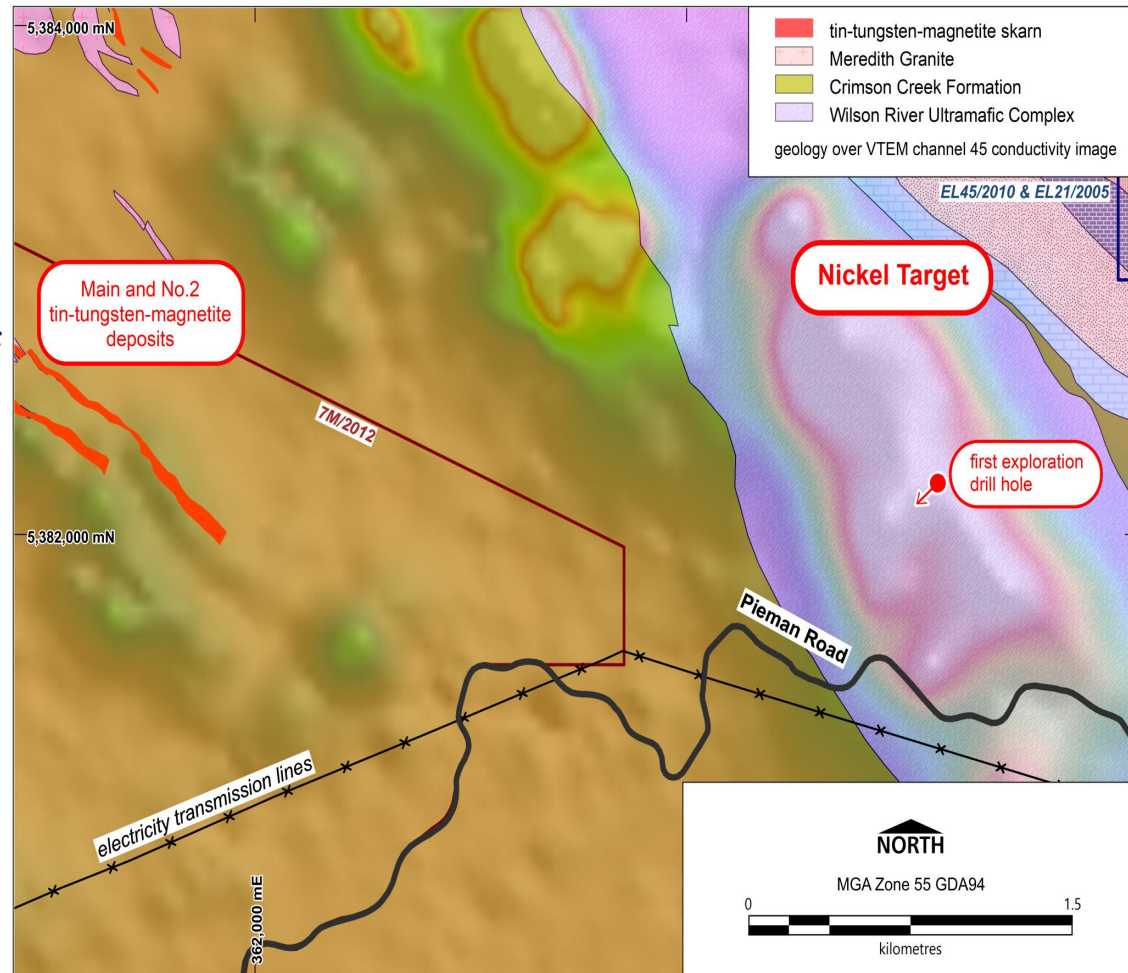 5,384,000 mN
tin-tungsten-magnetite skarn
Meredith Granite
Crimson Creek Formation
Wilson River Ultramafic Complex
geology over VTEM channel 45 conductivity image
EL45/2010 & EL21/2005
Nickel Target
Main and No.2
tin-tungsten-magnetite
deposits
7M/2012
first exploration
drill hole
5,382,000 mN
Pieman Road
electricity transmission lines
362,000 mE
NORTH
MGA Zone 55 GDA94
0 1.5
kilometres